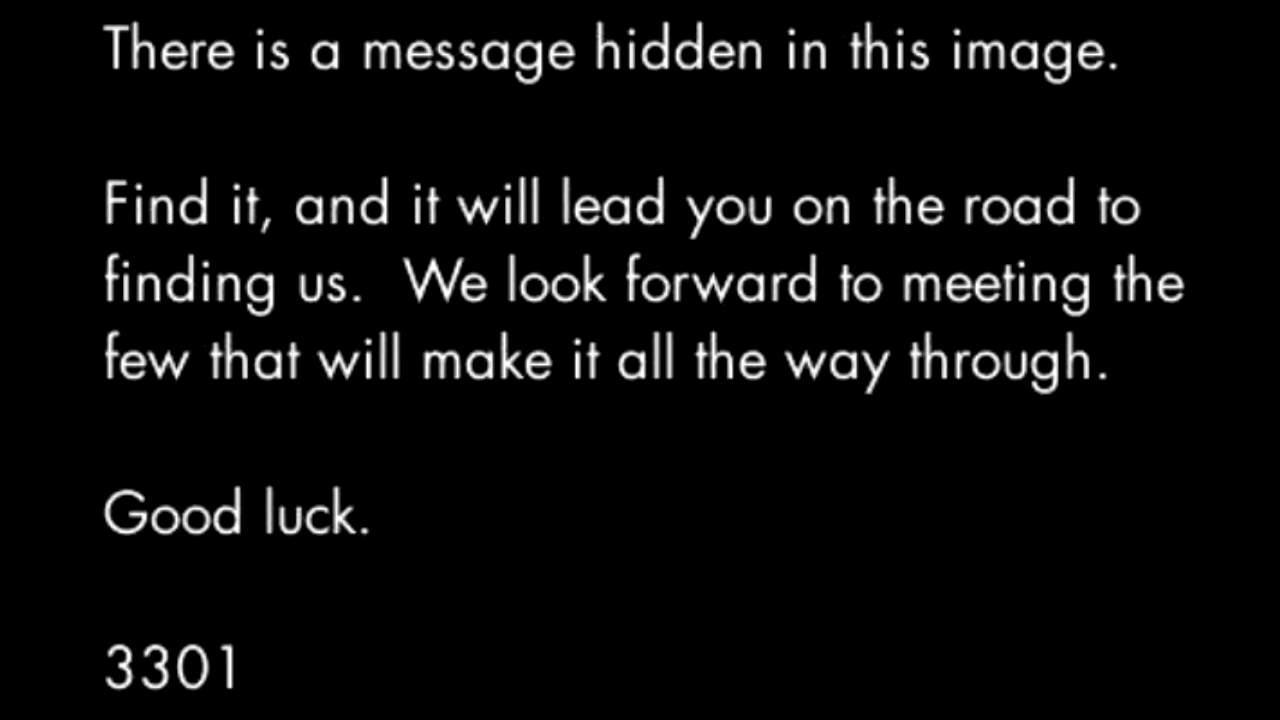 There is a message hidden in this image.
Find it, and it will lead you on the road to
finding us.  We look forward to meeting the
few that will make it all the way through.
Good luck.
3301